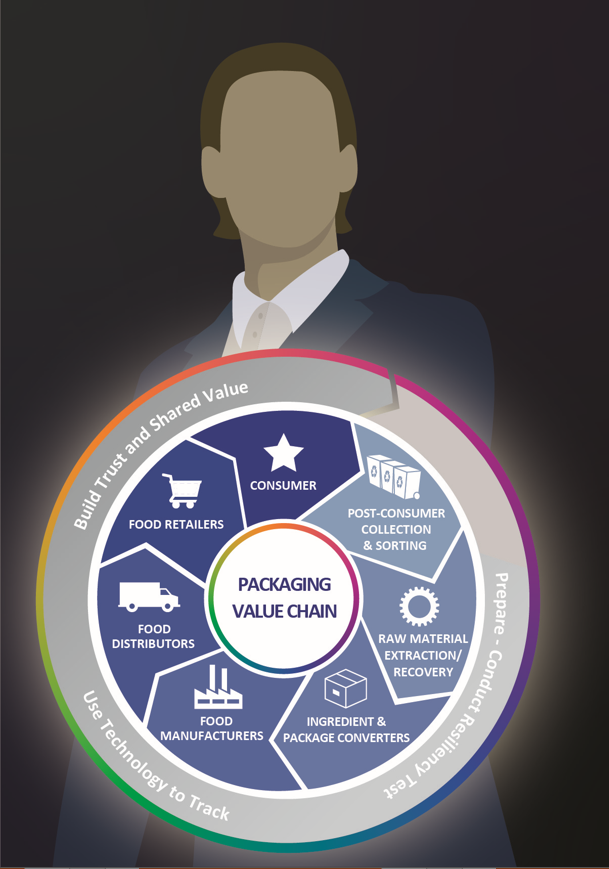 Build Trust and Shared Value
CONSUMER
POST-CONSUMER
COLLECTION
& SORTING
FOOD RETAILERS
PACKAGING
VALUE CHAIN
RAW MATERIAL
EXTRACTION/
RECOVERY
FOOD
DISTRIBUTORS
FOOD
MANUFACTURERS
INGREDIENT &
PACKAGE CONVERTERS
Prepare - Conduct Resiliency Test
Use Technology to Track